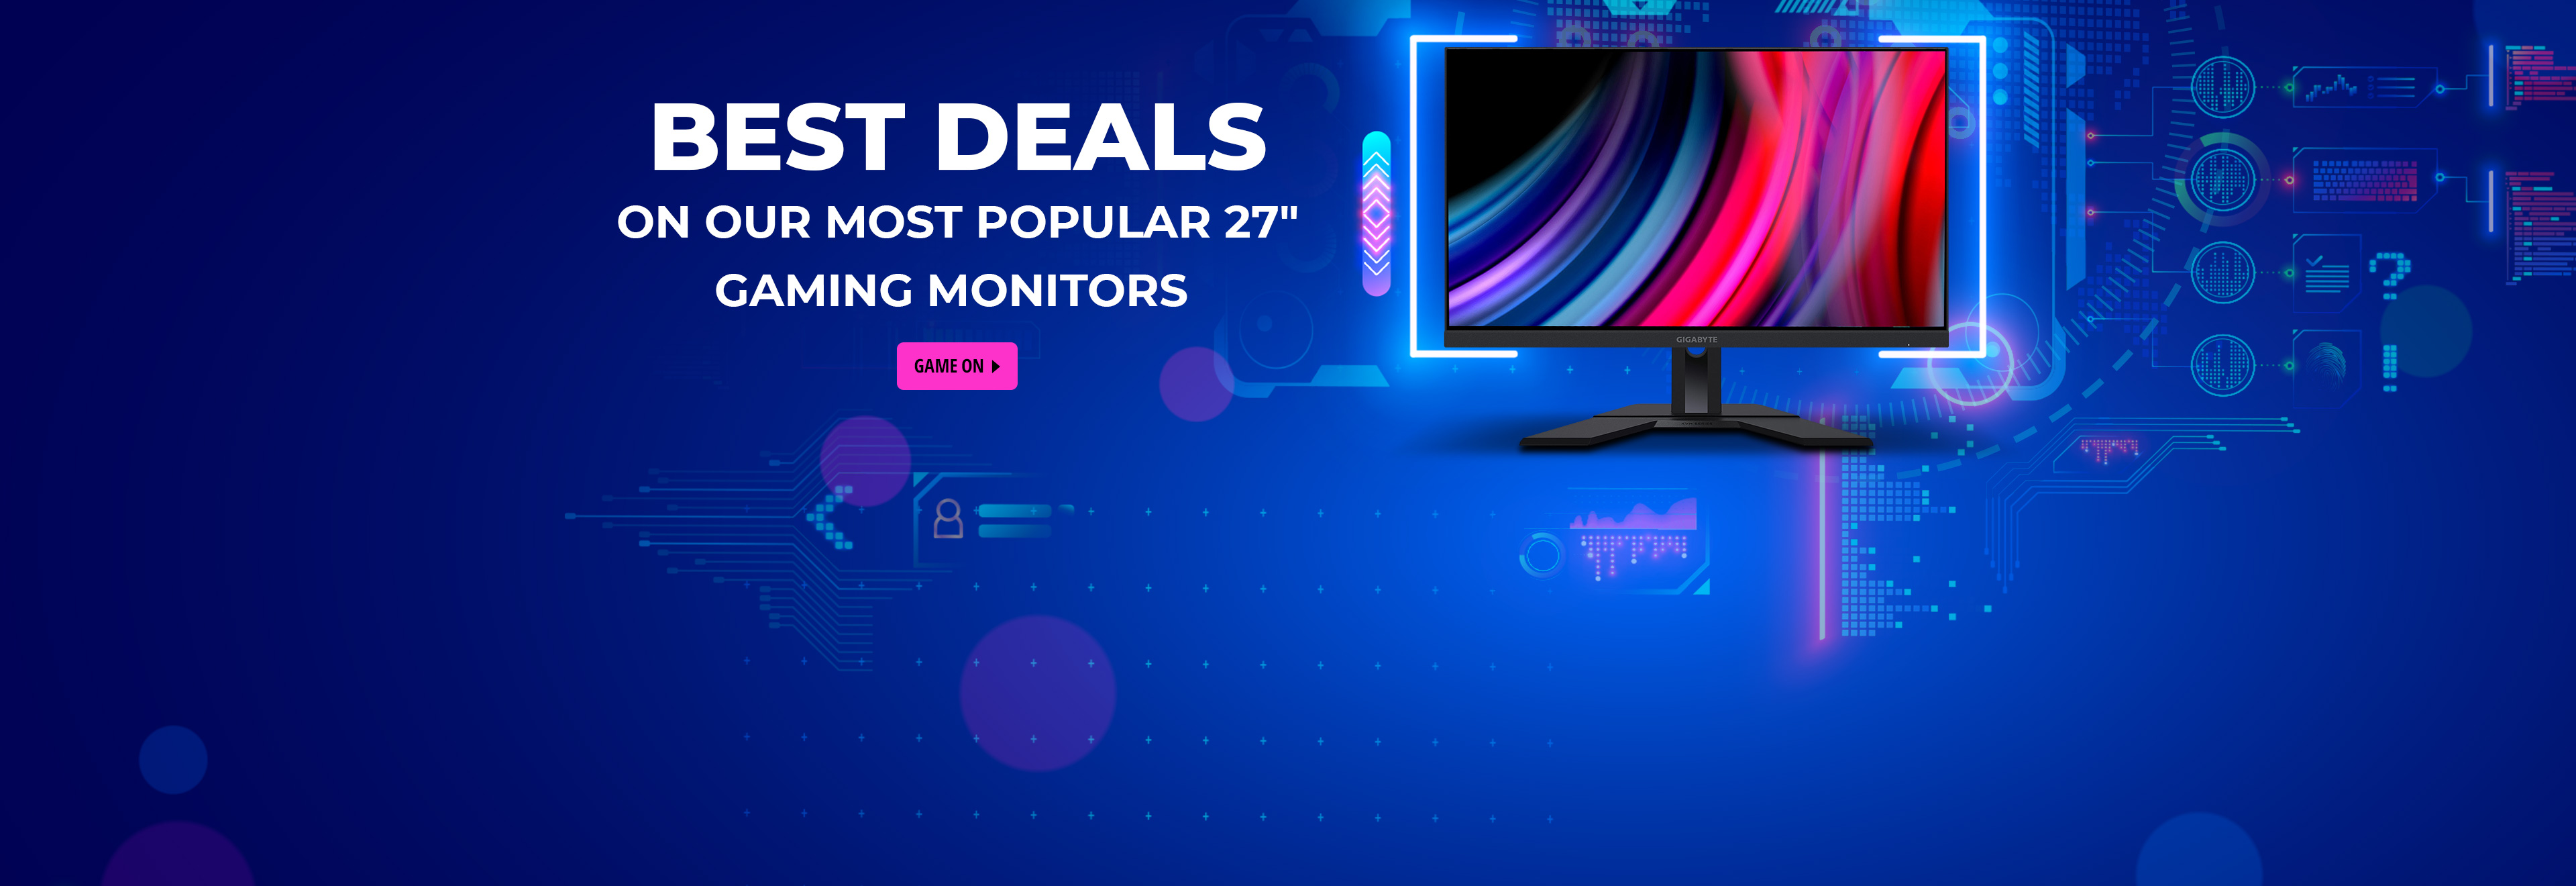 BEST DEALS
ON OUR MOST POPULAR 27"
GAMING MONITORS
GAME ON
GIGABYTE